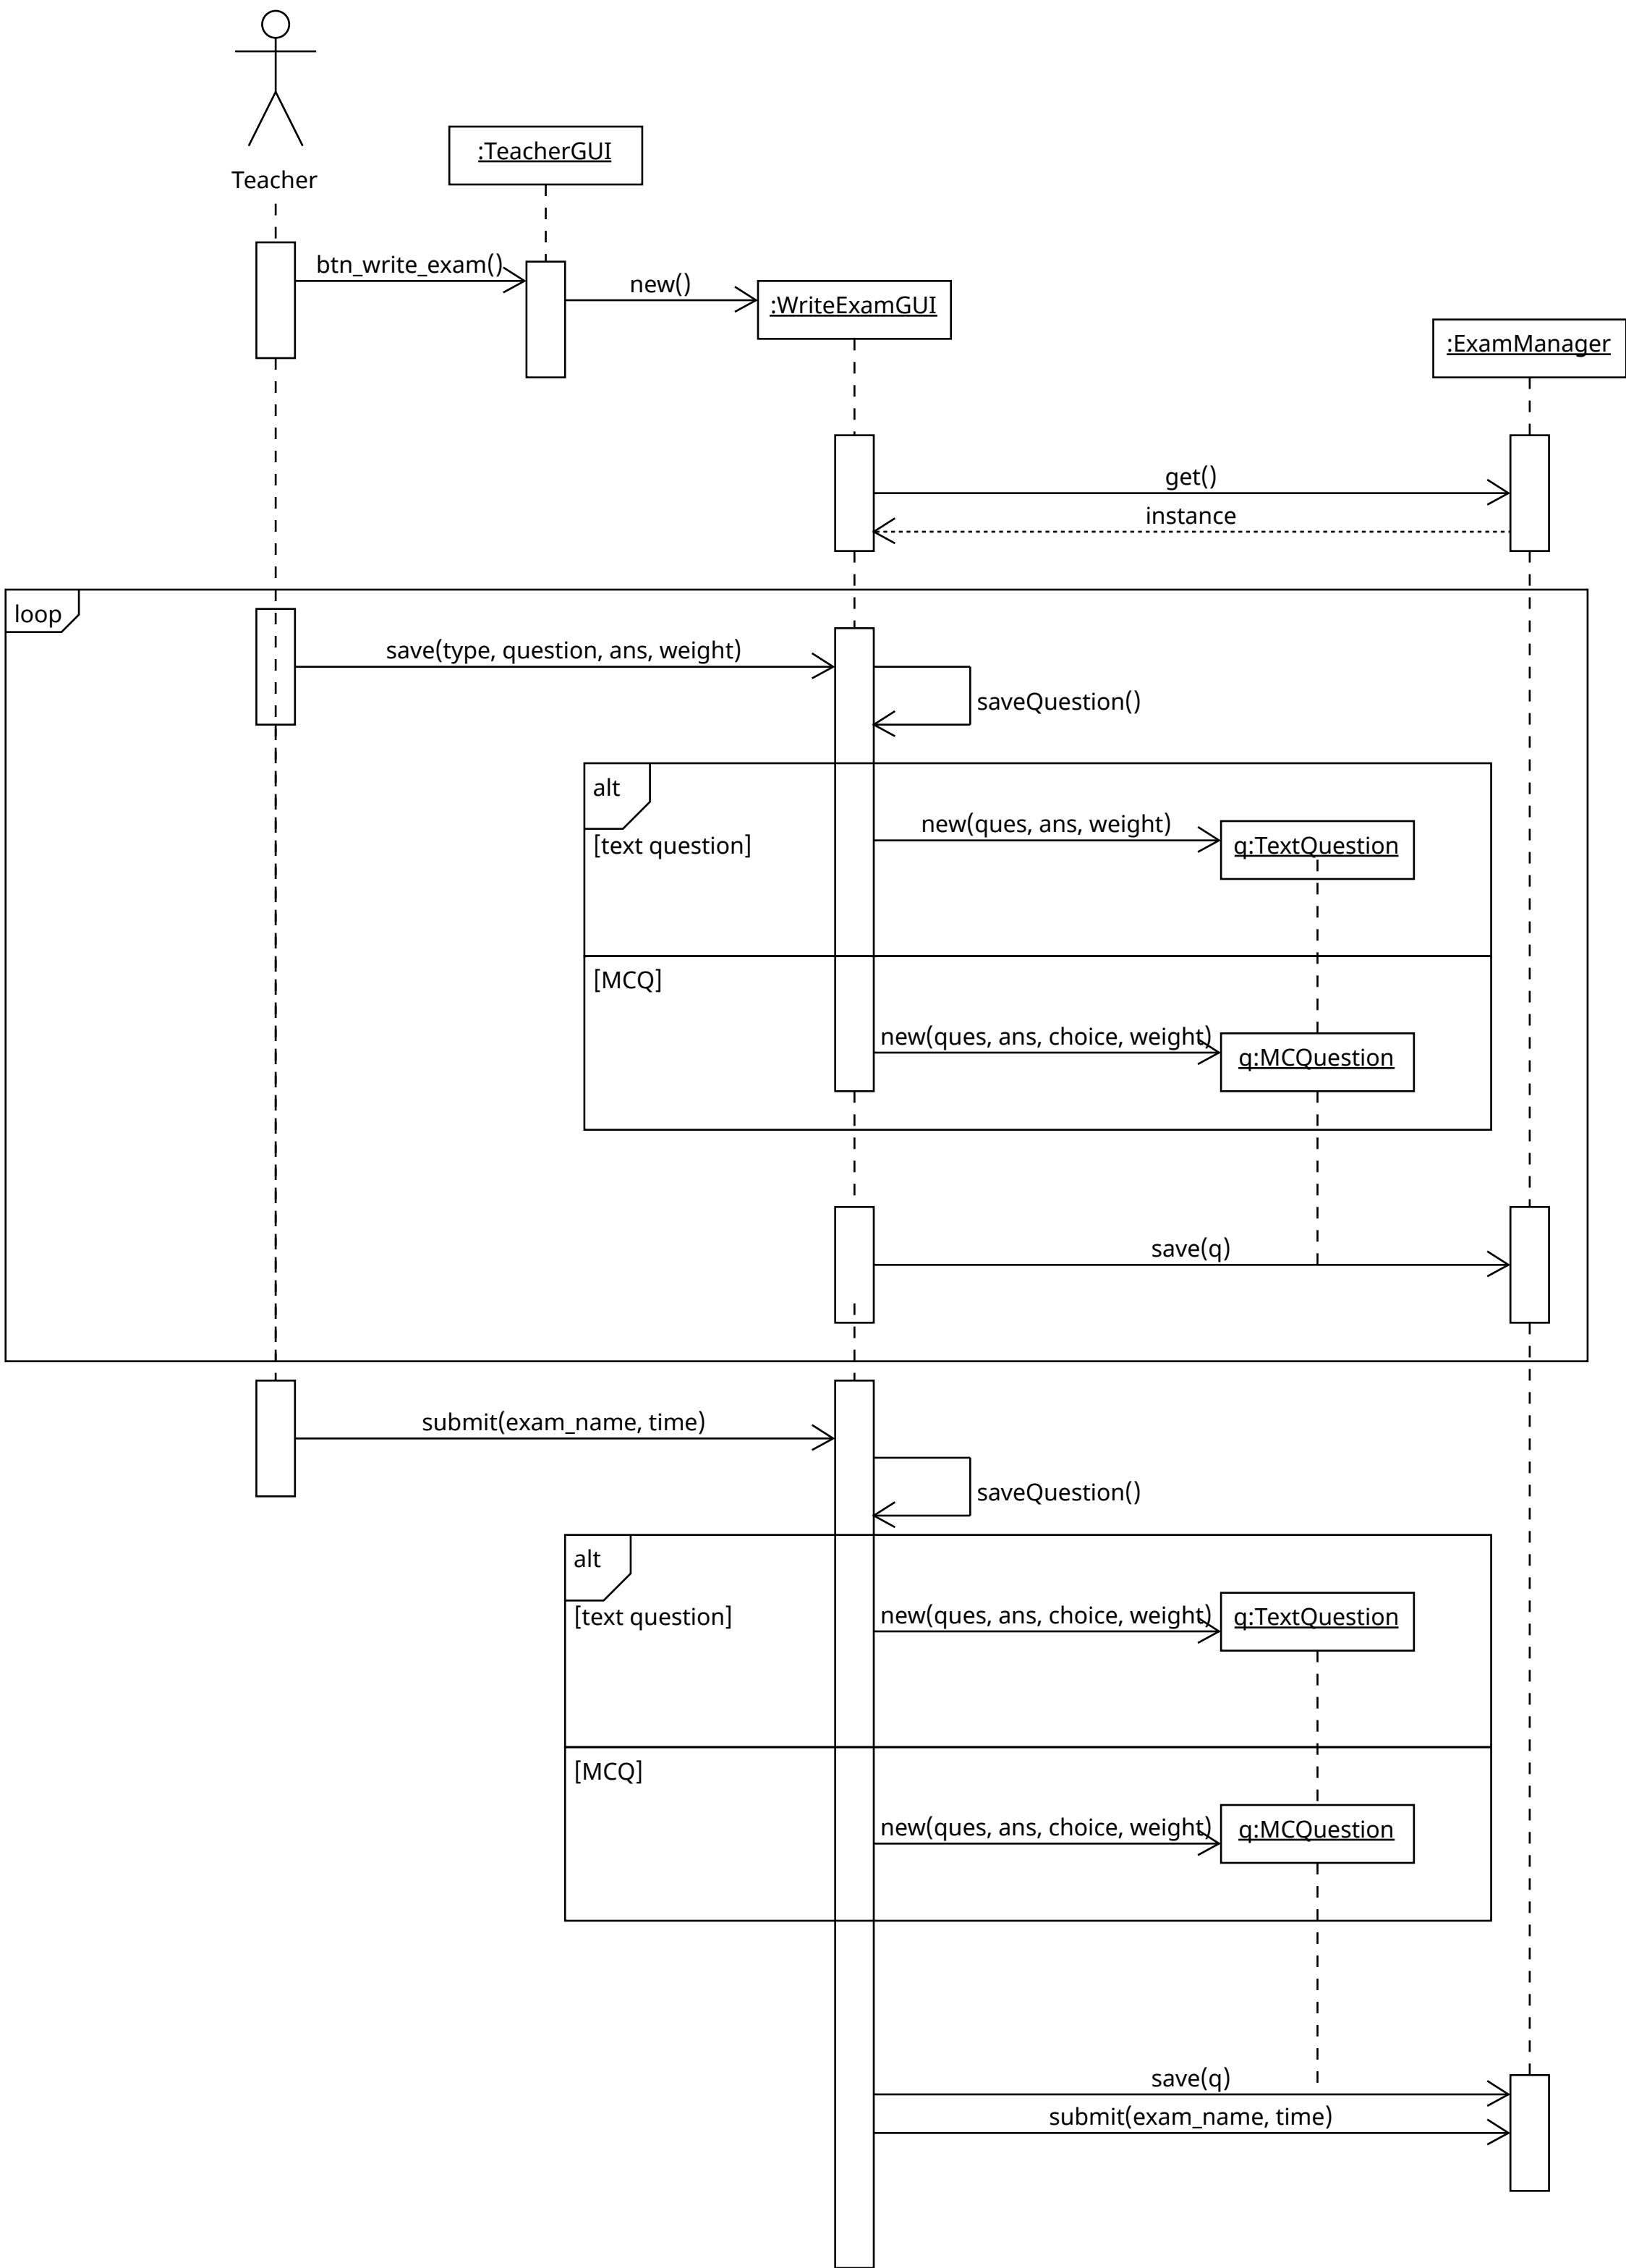 Teacher
:TeacherGUI
btn_write_exam()
new()
:WriteExamGUI
:ExamManager
get()
instance
loop
save(type, question, ans, weight)
saveQuestion()
alt
[text question]
new(ques, ans, weight)
q:TextQuestion
[MCQ]
new(ques, ans, choice, weight)
q:MCQuestion
save(q)
submit(exam_name, time)
saveQuestion()
alt
[text question]
new(ques, ans, choice, weight)
q:TextQuestion
[MCQ]
new(ques, ans, choice, weight)
q:MCQuestion
save(q)
submit(exam_name, time)